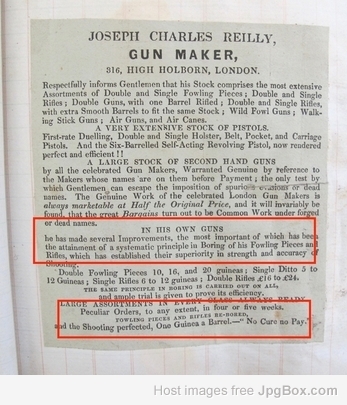 JOSEPH CHARLES REILLY,
GUN MAKER,
316, HIGH HOLBORN, LONDON.
Respectfully informs Gentlemen that his Stock comprises the most extensive
Assortments of Double and Single Fowling Pieces; Double and Single
Rifles; Double Guns, with one Barrel Rifled; Double and Single Rifles,
with extra Smooth Barrels to fit the same Stock; Wild Fowl Guns; Walk-
ing Stick Guns; Air Guns, and Air Canes.
A VERY EXTENSIVE STOCK OF PISTOLS.
First-rate Duelling, Double and Single Holster, Belt, Pocket, and Carriage
Pistols. And the Six-Barrelled Self-Acting Revolving Pistol, now rendered
perfect and efficient!!
A LARGE STOCK OF SECOND HAND GUNS
by all the celebrated Gun Makers, Warranted Genuine by reference to
the Makers whose names are on them before Payment; the only test by
which Gentlemen can escape the imposition of spurious or dead
names. The Genuine Work of the celebrated London Gun Makers is
always marketable at Half the Original Price, and it will invariably be
found, that the great Bargains turn out to be Common Work under forged
or dead names.
IN HIS OWN GUNS
he has made several Improvements, the most important of which has been
the attainment of a systematic principle in Boring of his Fowling Pieces and
Rifles, which has established their superiority in strength and accuracy of
Shooting.
Double Fowling Pieces 10, 16, and 20 guineas; Single Ditto 5 to
12 Guineas; Single Rifles 6 to 12 guineas; Double Rifles £16 to £24.
THE SAME PRINCIPLE IN BORING IS CARRIED OUT ON ALL,
and ample trial is given to prove its efficiency.
LARGE ASSORTMENTS IN EVERY CLASS ALWAYS READY.
Peculiar Orders, to any extent, in four or five weeks.
FOWLING PIECES AND RIFLES RE-BORED,
and the Shooting perfected, One Guinea a Barrel.—"No Cure no Pay."
Host images free JpgBox.com